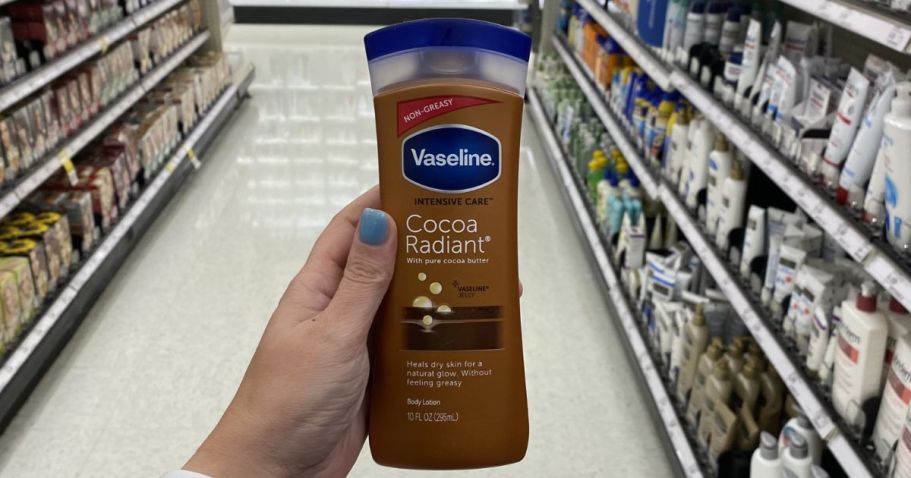 NON-GREASY
Vaseline.
INTENSIVE CARE™
Cocoa
Radiant®
With pure cocoa butter
VASELINE®
JELLY
Heals dry skin for a
natural glow. Without
feeling greasy
Body Lotion
10 FL OZ (295mL)